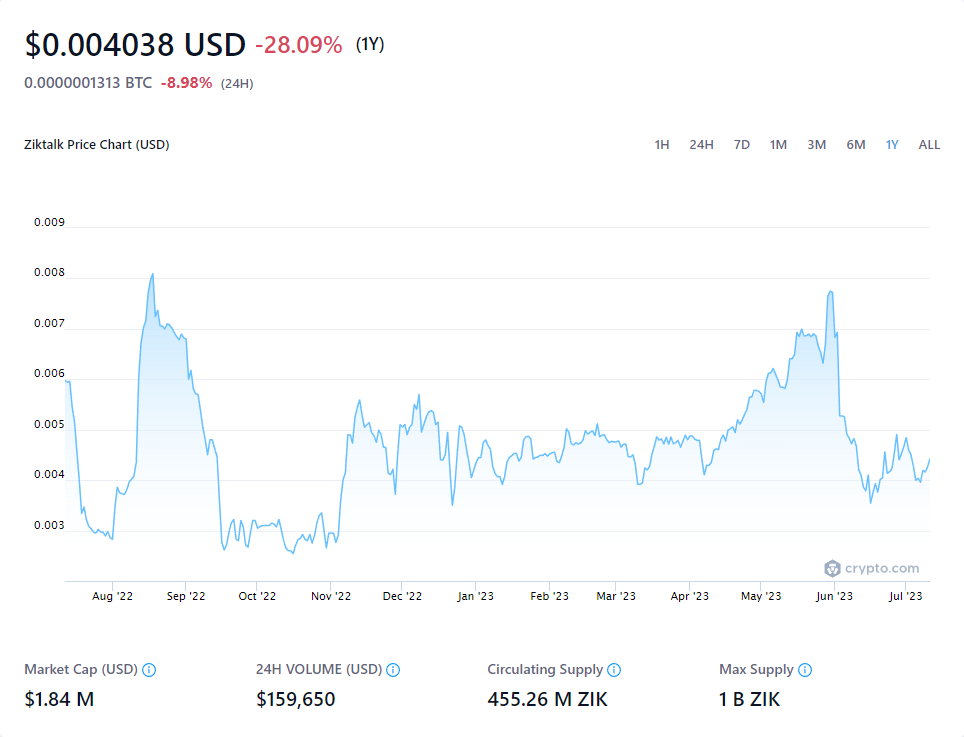 $0.004038 USD -28.09% (1Y)
0.0000001313 BTC -8.98% (24H)
Ziktalk Price Chart (USD) 1H 24H 7D 1M 3M 6M 1Y ALL
0.009
0.008
0.007
0.006
0.005
0.004
0.003
crypto.com
Aug '22 Sep '22 Oct '22 Nov '22 Dec '22 Jan '23 Feb '23 Mar '23 Apr '23 May '23 Jun '23 Jul '23
Market Cap (USD) 24H VOLUME (USD) Circulating Supply Max Supply
$1.84 M $159,650 455.26 M ZIK 1 B ZIK